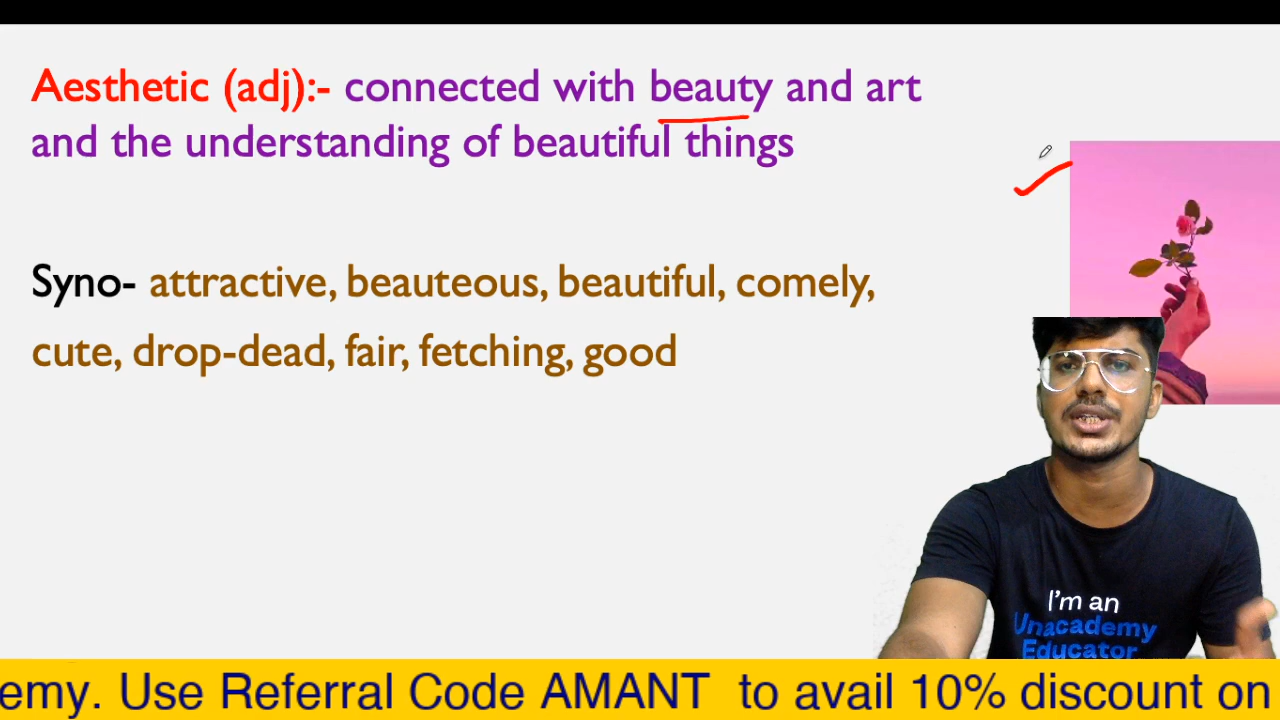 Aesthetic (adj):- connected with beauty and art
and the understanding of beautiful things
Syno- attractive, beauteous, beautiful, comely,
cute, drop-dead, fair, fetching, good
I'm an
Unacademy
Educator
emy. Use Referral Code AMANT to avail 10% discount on